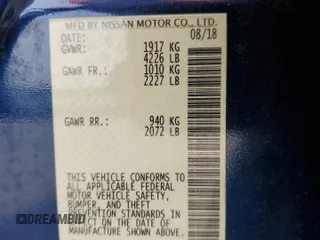 MFD BY NISSAN MOTOR CO., LTD.
DATE: 08/18
GVWR: 1917 KG
4226 LB
GAWR FR.: 1010 KG
2227 LB
GAWR RR.: 940 KG
2072 LB
THIS VEHICLE CONFORMS TO
ALL APPLICABLE FEDERAL
MOTOR VEHICLE SAFETY,
BUMPER, AND THEFT
PREVENTION STANDARDS IN
EFFECT ON THE DATE OF
MANUFACTURE SHOWN ABOVE.
DREAMBID